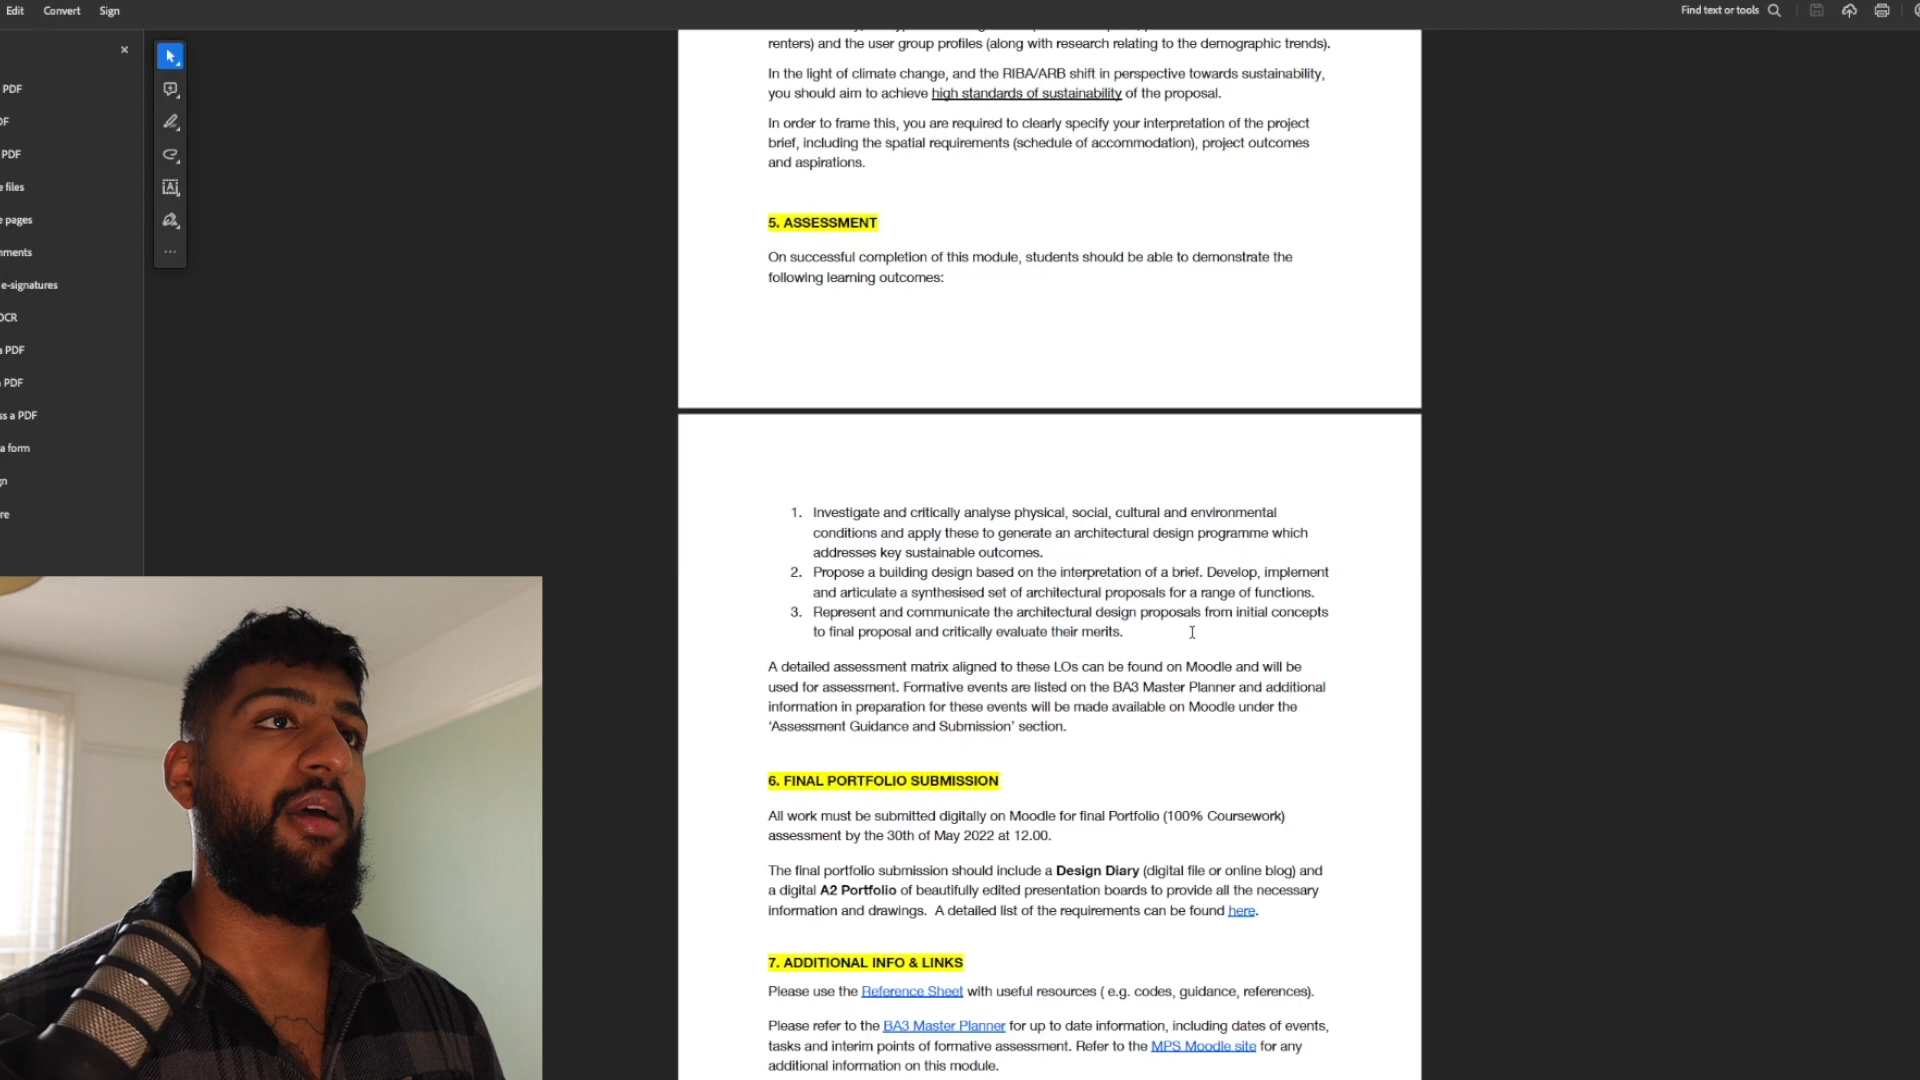 Edit Convert Sign
Find text or tools
PDF
PDF
e files
e pages
e-signatures
OCR
a PDF
PDF
ss a PDF
a form
renters) and the user group profiles (along with research relating to the demographic trends).
In the light of climate change, and the RIBA/ARB shift in perspective towards sustainability,
you should aim to achieve high standards of sustainability of the proposal.
In order to frame this, you are required to clearly specify your interpretation of the project
brief, including the spatial requirements (schedule of accommodation), project outcomes
and aspirations.
5. ASSESSMENT
On successful completion of this module, students should be able to demonstrate the
following learning outcomes:
1. Investigate and critically analyse physical, social, cultural and environmental
conditions and apply these to generate an architectural design programme which
addresses key sustainable outcomes.
2. Propose a building design based on the interpretation of a brief. Develop, implement
and articulate a synthesised set of architectural proposals for a range of functions.
3. Represent and communicate the architectural design proposals from initial concepts
to final proposal and critically evaluate their merits.
A detailed assessment matrix aligned to these LOs can be found on Moodle and will be
used for assessment. Formative events are listed on the BA3 Master Planner and additional
information in preparation for these events will be made available on Moodle under the
‘Assessment Guidance and Submission’ section.
6. FINAL PORTFOLIO SUBMISSION
All work must be submitted digitally on Moodle for final Portfolio (100% Coursework)
assessment by the 30th of May 2022 at 12.00.
The final portfolio submission should include a Design Diary (digital file or online blog) and
a digital A2 Portfolio of beautifully edited presentation boards to provide all the necessary
information and drawings. A detailed list of the requirements can be found here.
7. ADDITIONAL INFO & LINKS
Please use the Reference Sheet with useful resources ( e.g. codes, guidance, references).
Please refer to the BA3 Master Planner for up to date information, including dates of events,
tasks and interim points of formative assessment. Refer to the MPS Moodle site for any
additional information on this module.